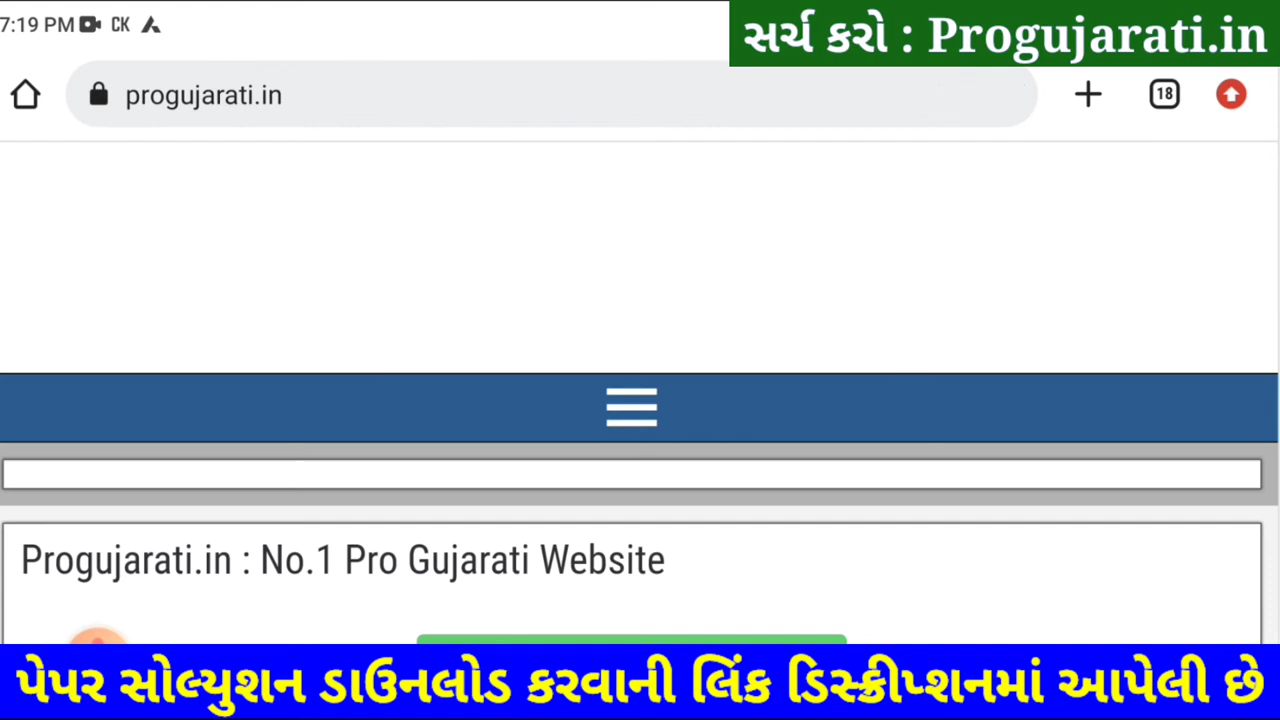 7:19 PM CK
સર્ચ કરો : Progujarati.in
progujarati.in
18
Progujarati.in : No.1 Pro Gujarati Website
પેપર સોલ્યુશન ડાઉનલોડ કરવાની લિંક ડિસ્ક્રીપ્શનમાં આપેલી છે